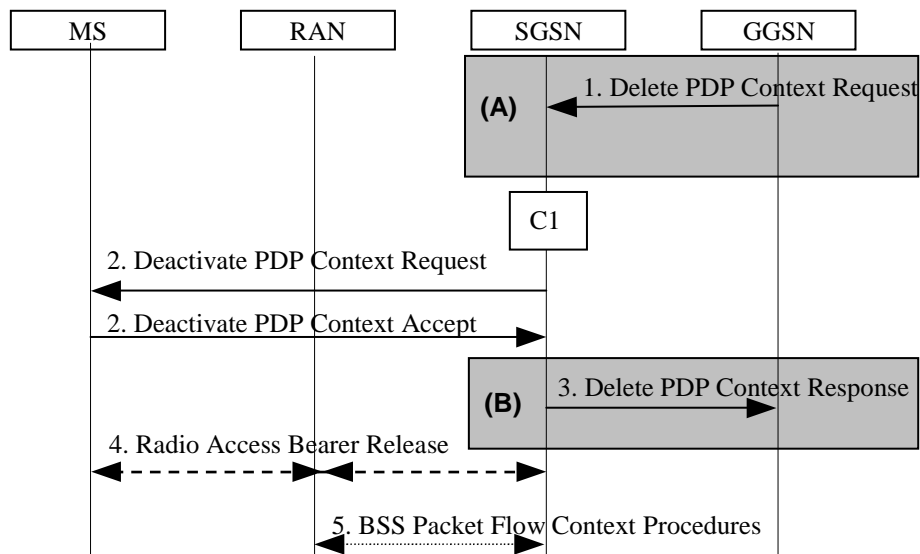 MS
RAN
SGSN
GGSN
1. Delete PDP Context Request
(A)
C1
2. Deactivate PDP Context Request
2. Deactivate PDP Context Accept
3. Delete PDP Context Response
(B)
4. Radio Access Bearer Release
5. BSS Packet Flow Context Procedures